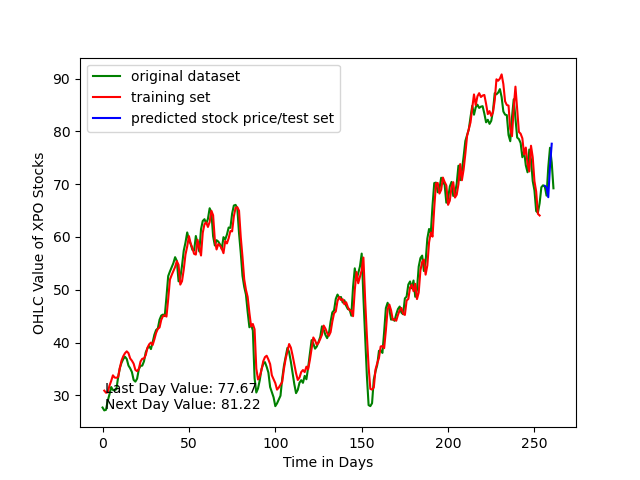 original dataset
training set
predicted stock price/test set
OHLC Value of XPO Stocks
90
80
70
60
50
40
30
Last Day Value: 77.67
Next Day Value: 81.22
0 50 100 150 200 250
Time in Days